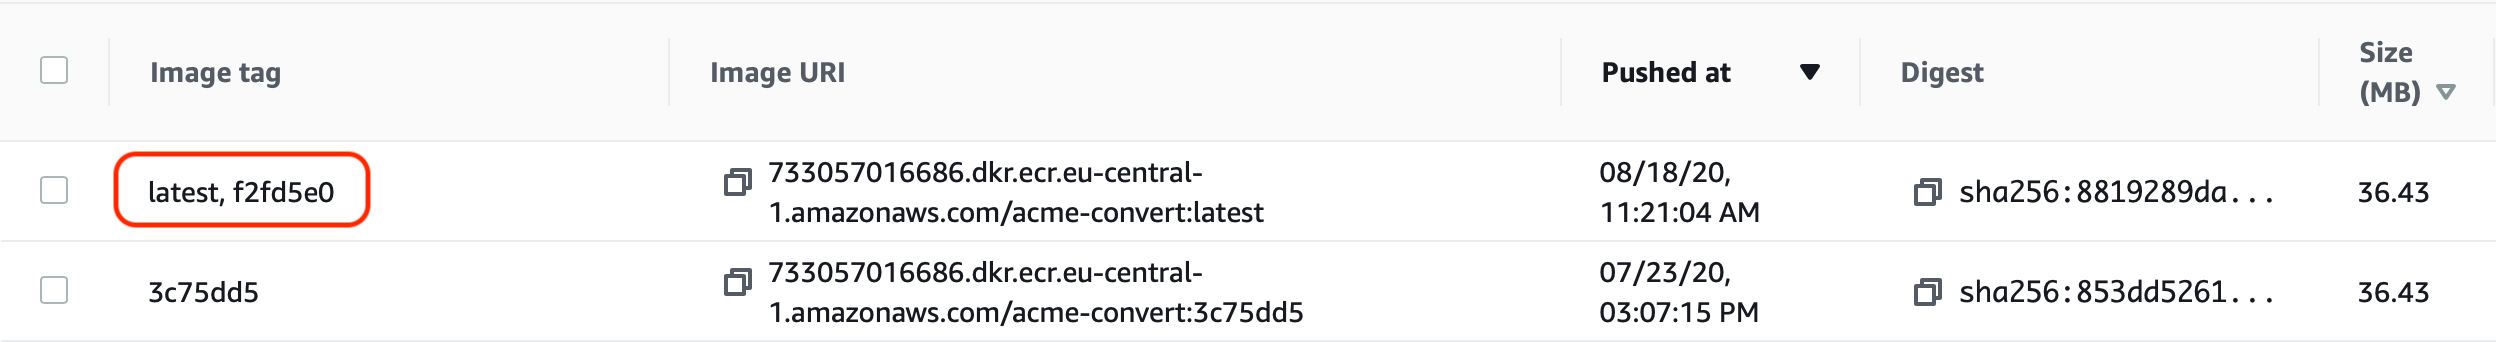 Image tag
Image URI
Pushed at
Digest
Size
(MB)
latest, f2fd5e0
733057016686.dkr.ecr.eu-central-
1.amazonaws.com/acme-convert:latest
08/18/20,
11:21:04 AM
sha256:8819289da...
36.43
3c75dd5
733057016686.dkr.ecr.eu-central-
1.amazonaws.com/acme-convert:3c75dd5
07/23/20,
03:07:15 PM
sha256:853dd5261...
36.43